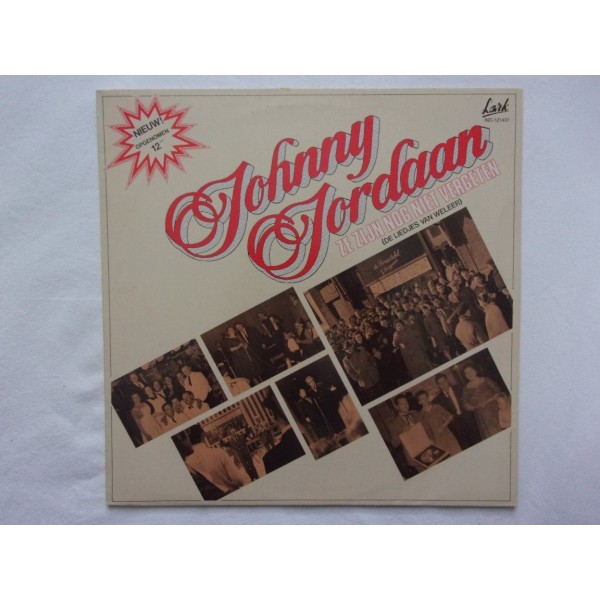 NIEUW!
OPGENOMEN
12"
Lark
Johnny
Jordaan
ZE ZIJN NOG NIET VERGETEN
(DE LIEDJES VAN WELEER)